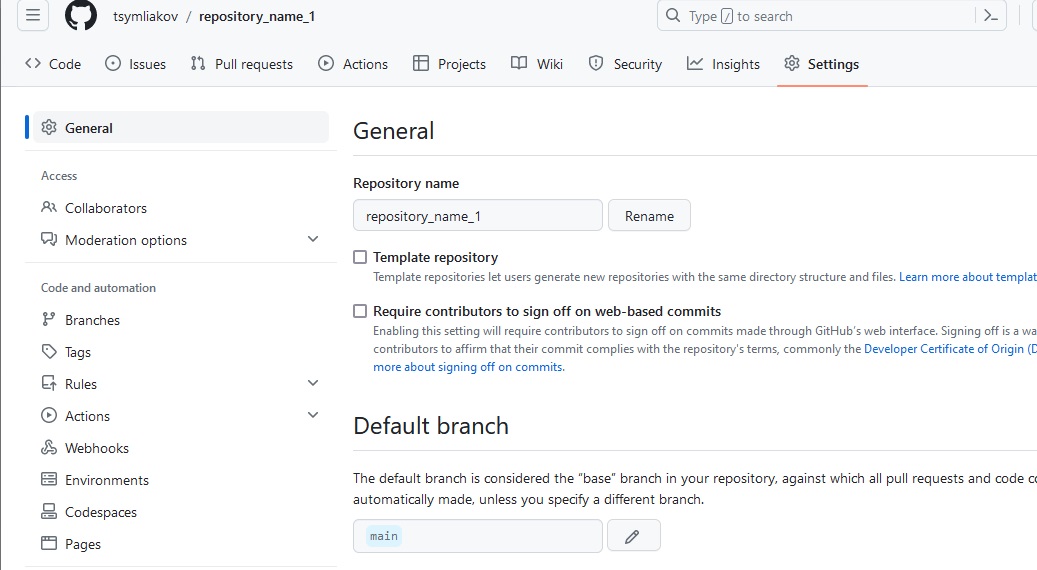 tsymliakov / repository_name_1
Type / to search
Code Issues Pull requests Actions Projects Wiki Security Insights Settings
General
Access
Collaborators
Moderation options
Code and automation
Branches
Tags
Rules
Actions
Webhooks
Environments
Codespaces
Pages
General
Repository name
repository_name_1 Rename
Template repository
Template repositories let users generate new repositories with the same directory structure and files. Learn more about templat
Require contributors to sign off on web-based commits
Enabling this setting will require contributors to sign off on commits made through GitHub's web interface. Signing off is a wa
contributors to affirm that their commit complies with the repository's terms, commonly the Developer Certificate of Origin (D
more about signing off on commits.
Default branch
The default branch is considered the “base” branch in your repository, against which all pull requests and code co
automatically made, unless you specify a different branch.
main